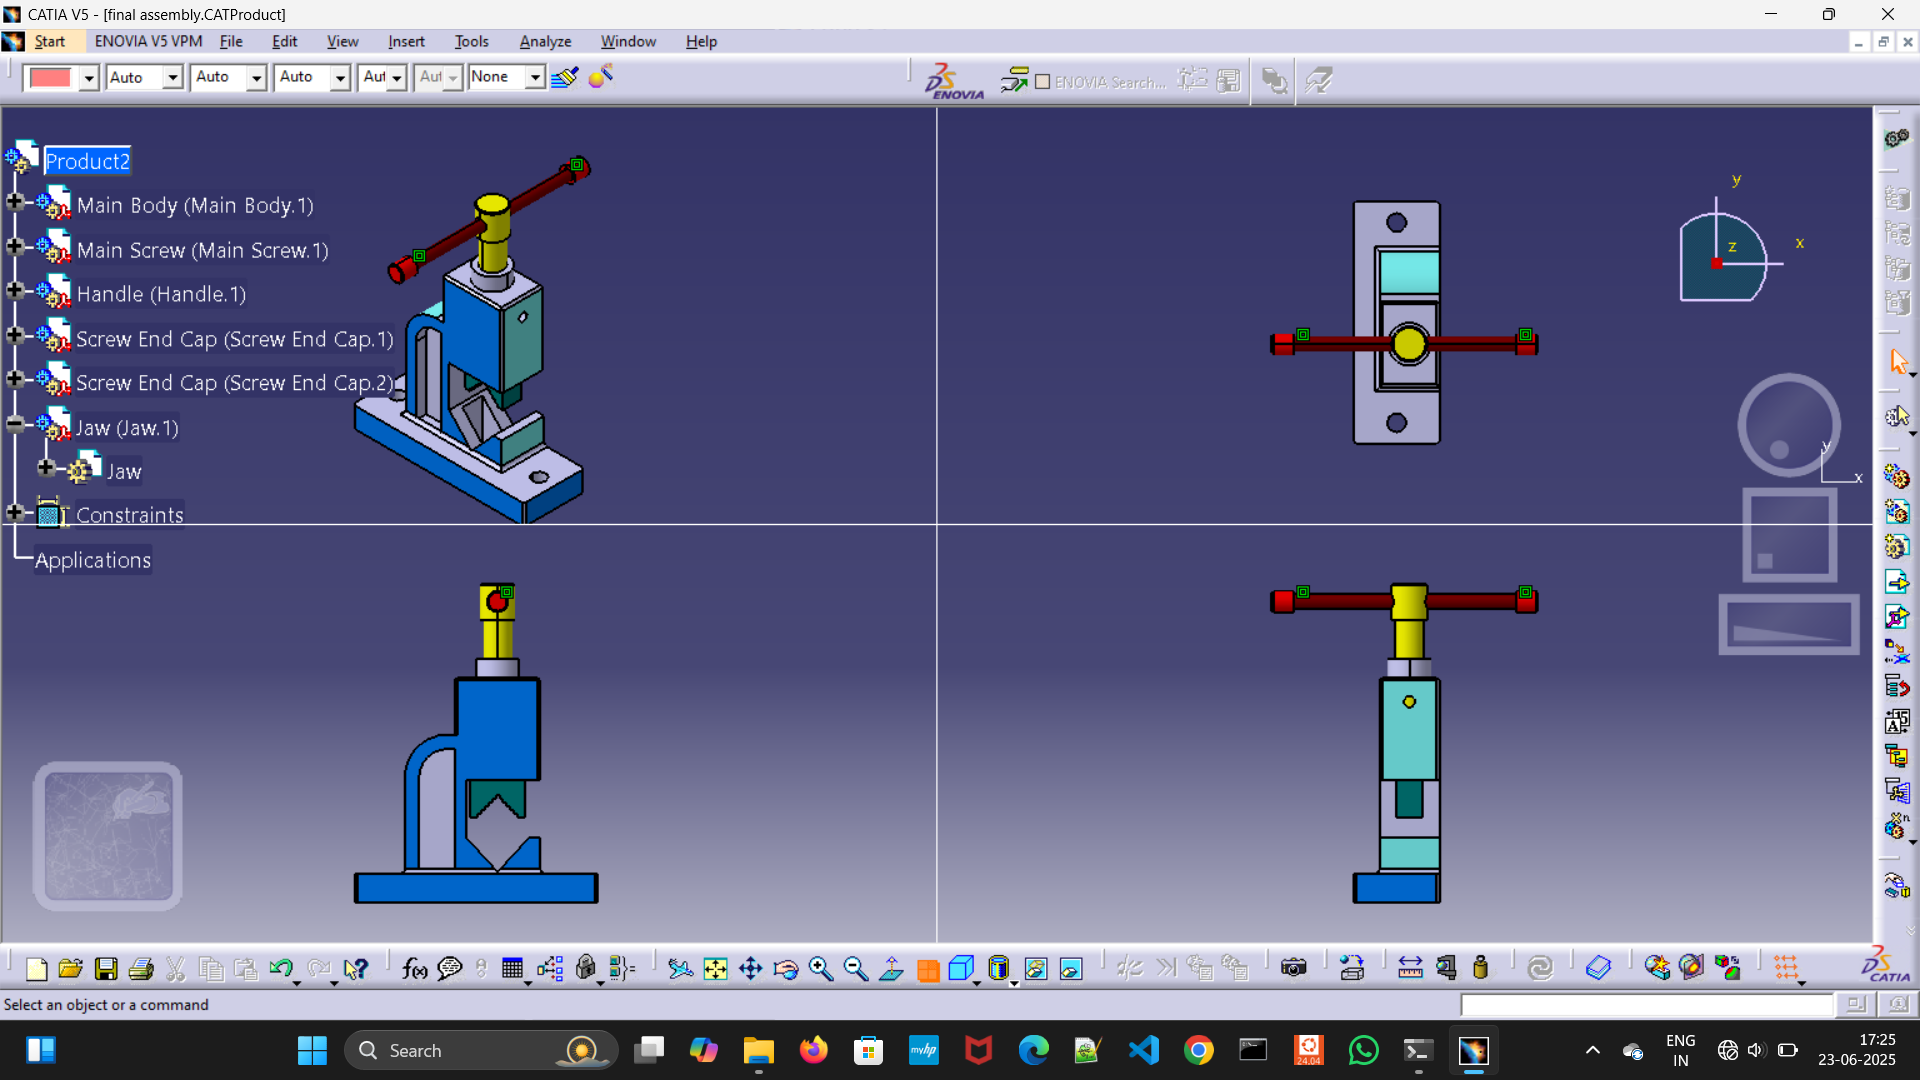 CATIA V5 - [final assembly.CATProduct]
Start ENOVIA V5 VPM File Edit View Insert Tools Analyze Window Help
Auto Auto Auto Aut Aut None ENOVIA ENOVIA Search...
Product2
Main Body (Main Body.1)
Main Screw (Main Screw.1)
Handle (Handle.1)
Screw End Cap (Screw End Cap.1)
Screw End Cap (Screw End Cap.2)
Jaw (Jaw.1)
Jaw
Constraints
Applications
y
x
z
y
x
f(x)
CATIA
Select an object or a command
Search
myhp
24.04
ENG
IN
17:25
23-06-2025